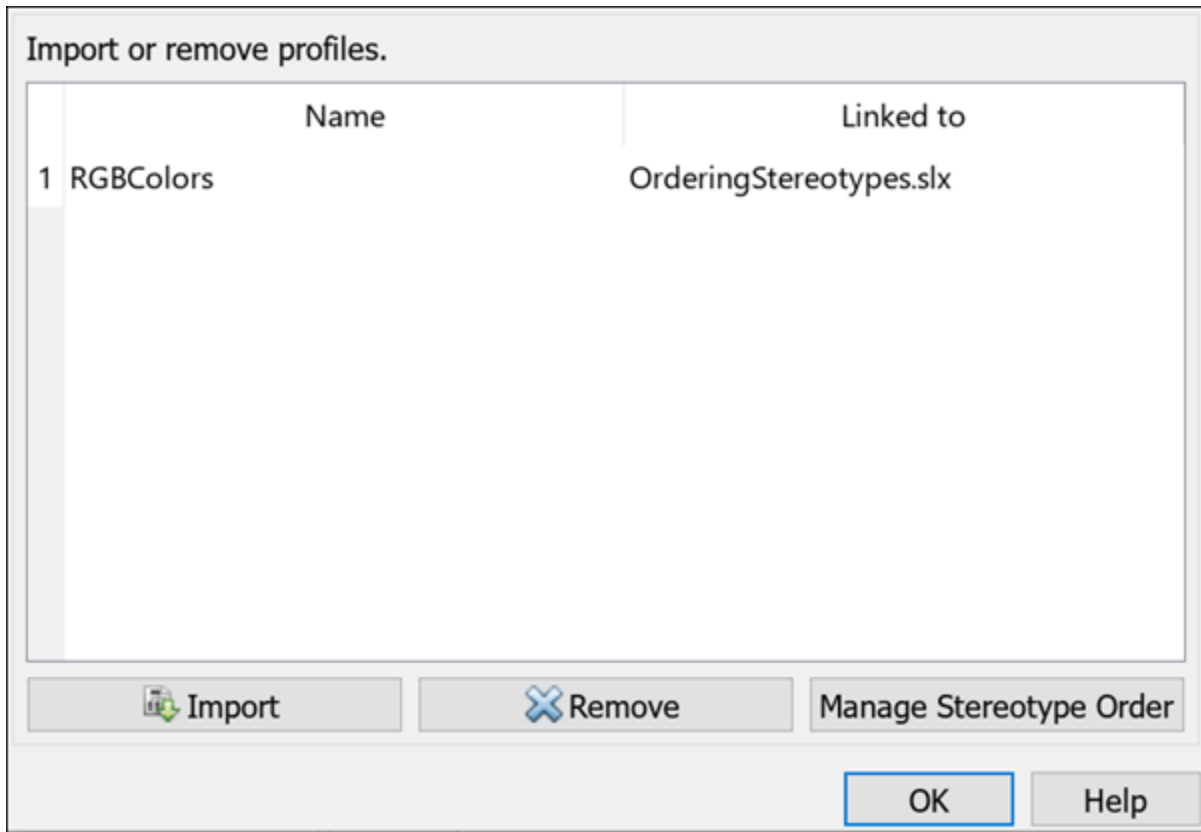 Import or remove profiles.
Name Linked to
1 RGBColors OrderingStereotypes.slx
Import Remove Manage Stereotype Order
OK Help